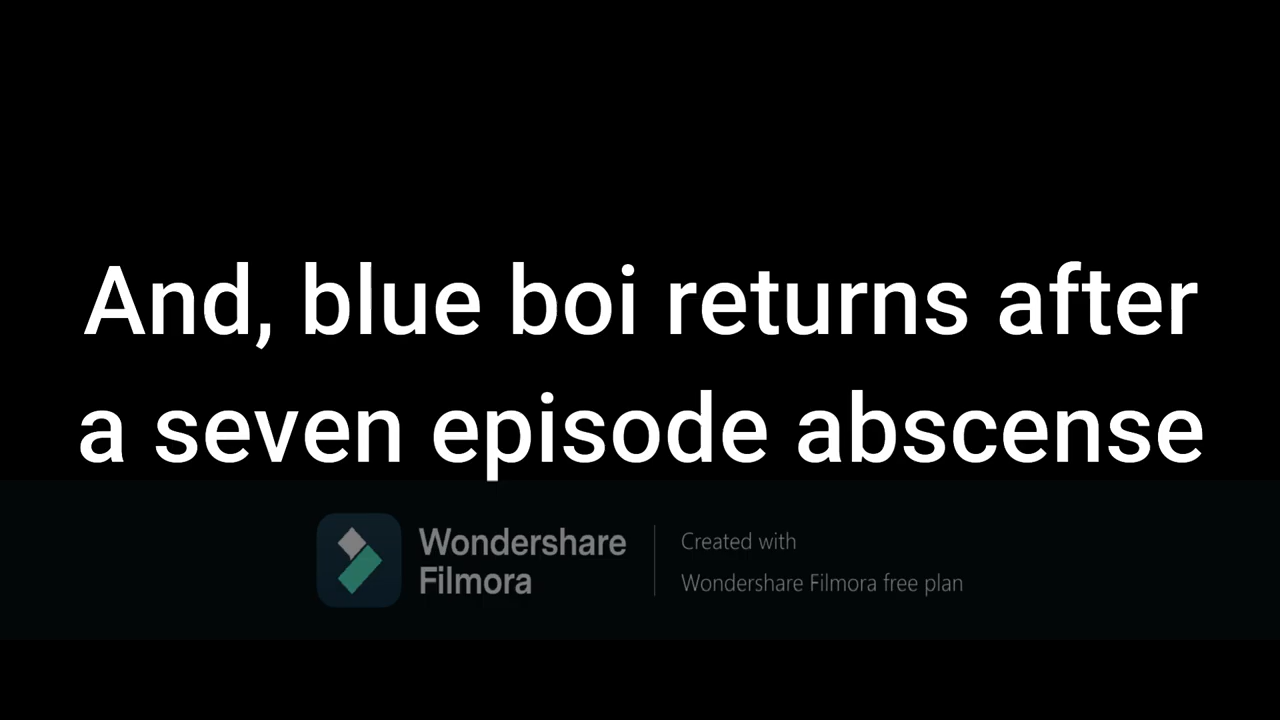 And, blue boi returns after
a seven episode abscense
Wondershare
Filmora
Created with
Wondershare Filmora free plan